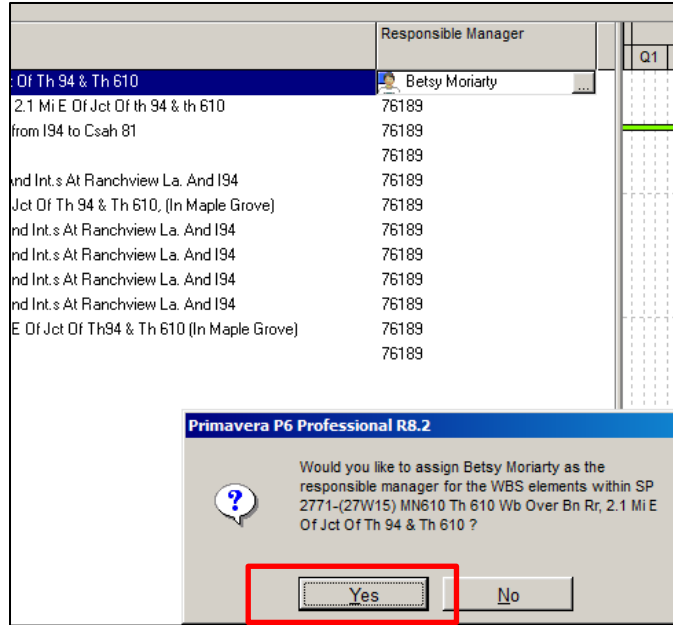 Responsible Manager
Q1
Of Th 94 & Th 610
Betsy Moriarty
...
2.1 Mi E Of Jct Of th 94 & th 610
76189
from I94 to Csah 81
76189
76189
And Int.s At Ranchview La. And I94
76189
Jct Of Th 94 & Th 610, (In Maple Grove)
76189
nd Int.s At Ranchview La. And I94
76189
nd Int.s At Ranchview La. And I94
76189
nd Int.s At Ranchview La. And I94
76189
nd Int.s At Ranchview La. And I94
76189
E Of Jct Of Th94 & Th 610 (In Maple Grove)
76189
76189
Primavera P6 Professional R8.2
Would you like to assign Betsy Moriarty as the
responsible manager for the WBS elements within SP
2771-(27W15) MN610 Th 610 Wb Over Bn Rr, 2.1 Mi E
Of Jct Of Th 94 & Th 610 ?
Yes
No